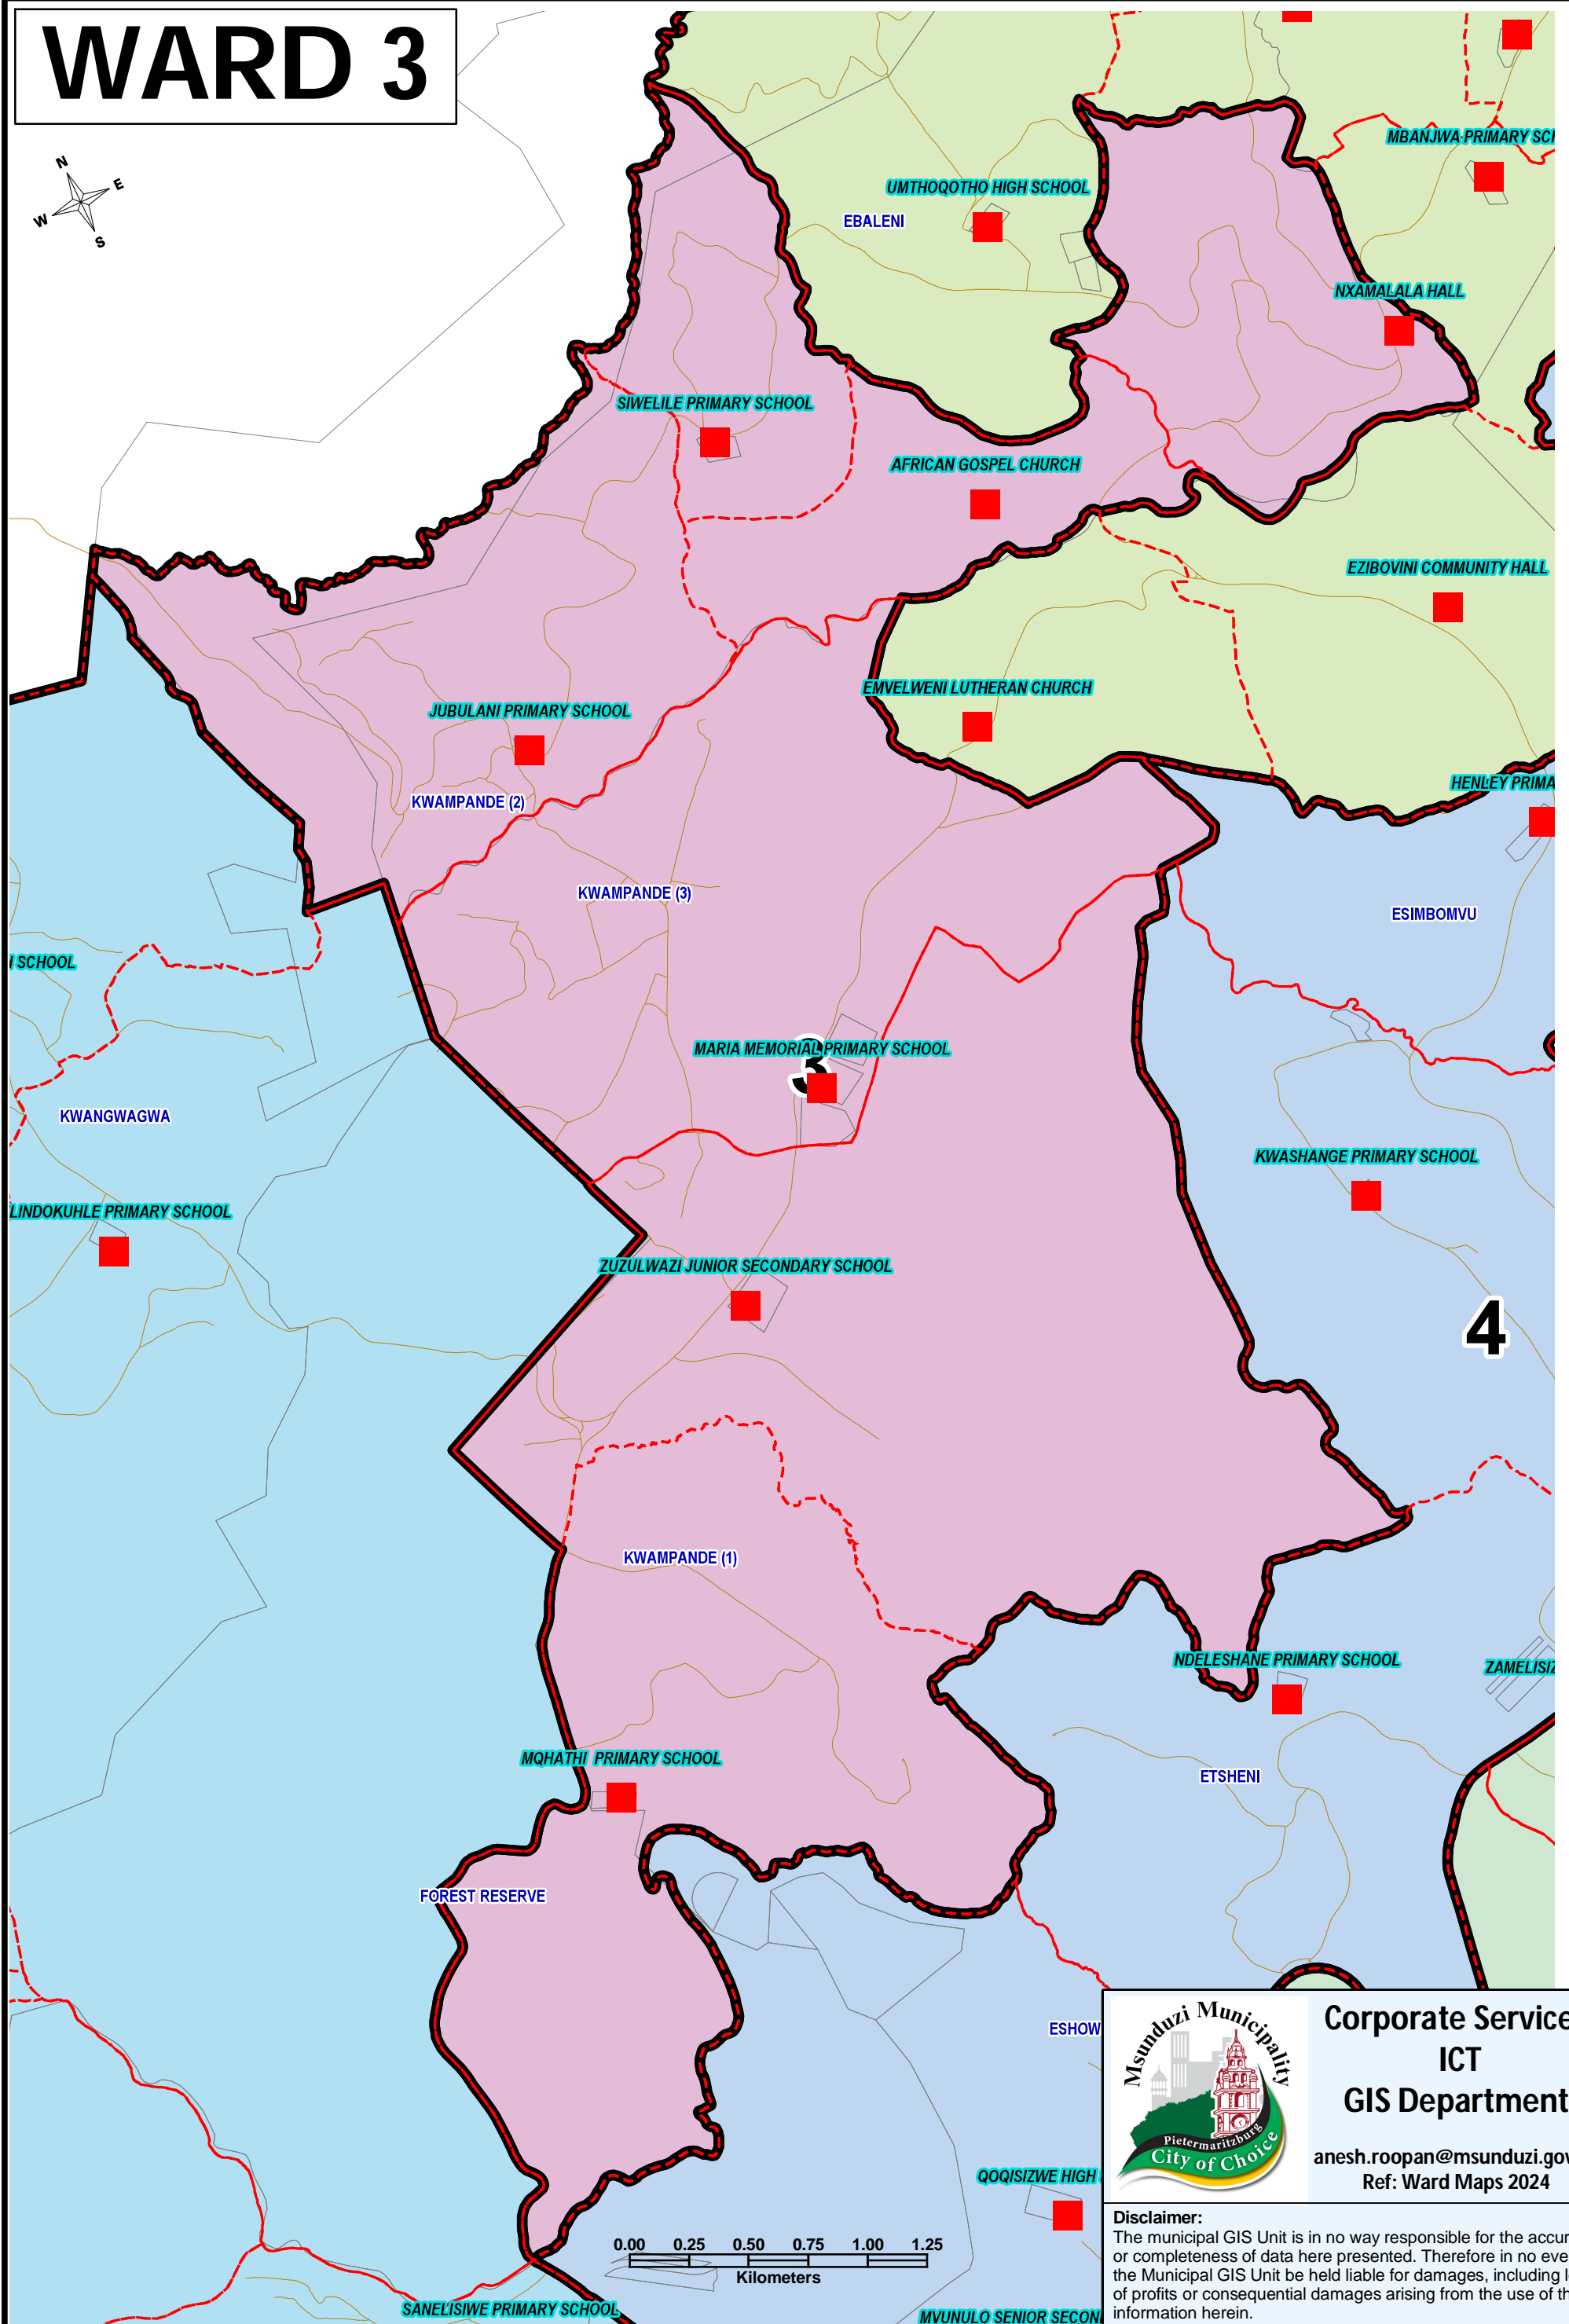 WARD 3
N
E
W
S
MBANJWA PRIMARY SCH
UMTHOQOTHO HIGH SCHOOL
EBALENI
NXAMALALA HALL
SIWELILE PRIMARY SCHOOL
AFRICAN GOSPEL CHURCH
EZIBOVINI COMMUNITY HALL
EMVELWENI LUTHERAN CHURCH
JUBULANI PRIMARY SCHOOL
HENLEY PRIMA
KWAMPANDE (2)
KWAMPANDE (3)
ESIMBOMVU
SCHOOL
MARIA MEMORIAL PRIMARY SCHOOL
3
KWANGWAGWA
KWASHANGE PRIMARY SCHOOL
LINDOKUHLE PRIMARY SCHOOL
ZUZULWAZI JUNIOR SECONDARY SCHOOL
4
KWAMPANDE (1)
NDELESHANE PRIMARY SCHOOL
ZAMELISIZ
MQHATHI PRIMARY SCHOOL
ETSHENI
FOREST RESERVE
ESHOW
QOQISIZWE HIGH S
SANELISIWE PRIMARY SCHOOL
MVUNULO SENIOR SECON
0.00 0.25 0.50 0.75 1.00 1.25
Kilometers
Msunduzi Municipality
Pietermaritzburg
City of Choice
Corporate Service
ICT
GIS Department
anesh.roopan@msunduzi.gov
Ref: Ward Maps 2024
Disclaimer:
The municipal GIS Unit is in no way responsible for the accur
or completeness of data here presented. Therefore in no eve
the Municipal GIS Unit be held liable for damages, including l
of profits or consequential damages arising from the use of th
information herein.